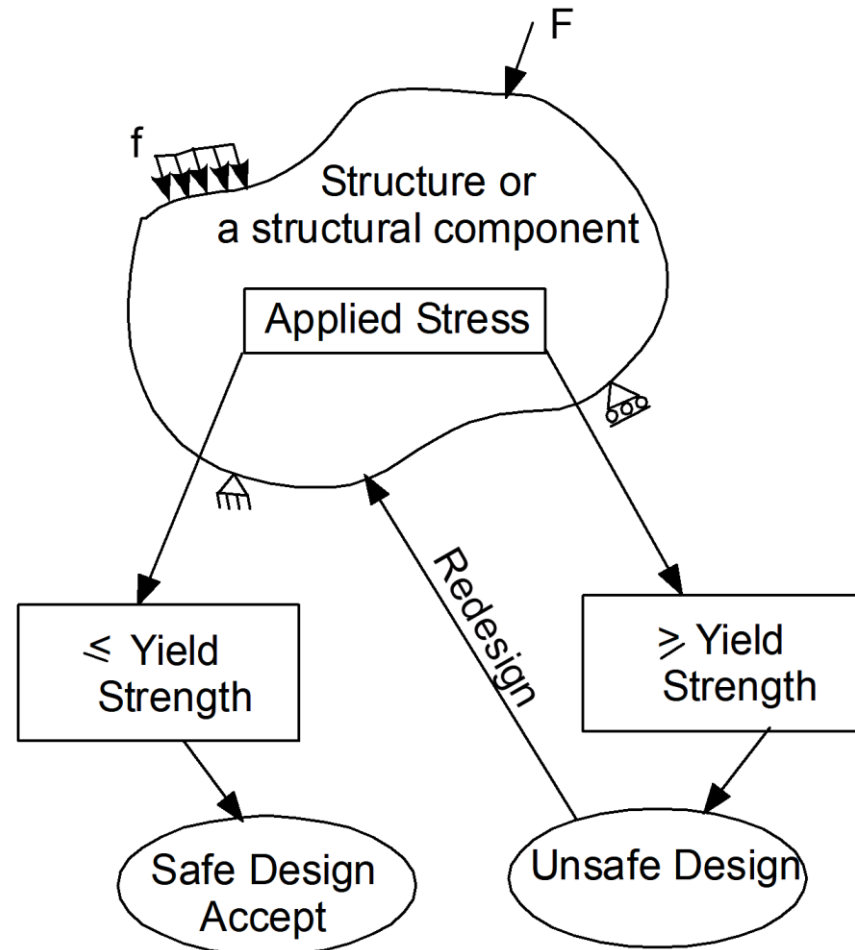 F
f
Structure or
a structural component
Applied Stress
Redesign
≤ Yield
Strength
≥ Yield
Strength
Safe Design
Accept
Unsafe Design